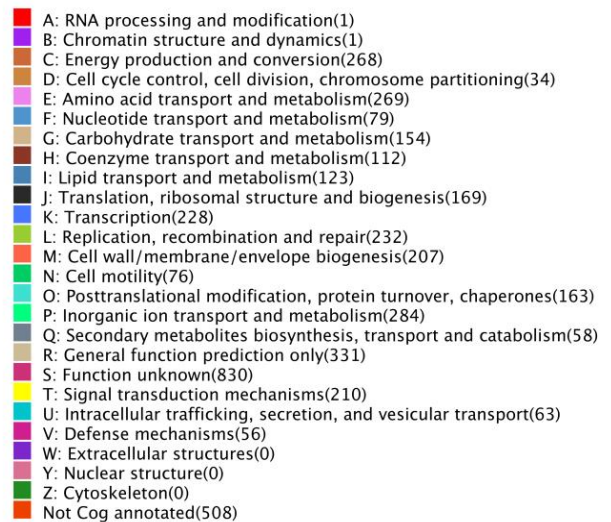 A: RNA processing and modification(1)
B: Chromatin structure and dynamics(1)
C: Energy production and conversion(268)
D: Cell cycle control, cell division, chromosome partitioning(34)
E: Amino acid transport and metabolism(269)
F: Nucleotide transport and metabolism(79)
G: Carbohydrate transport and metabolism(154)
H: Coenzyme transport and metabolism(112)
I: Lipid transport and metabolism(123)
J: Translation, ribosomal structure and biogenesis(169)
K: Transcription(228)
L: Replication, recombination and repair(232)
M: Cell wall/membrane/envelope biogenesis(207)
N: Cell motility(76)
O: Posttranslational modification, protein turnover, chaperones(163)
P: Inorganic ion transport and metabolism(284)
Q: Secondary metabolites biosynthesis, transport and catabolism(58)
R: General function prediction only(331)
S: Function unknown(830)
T: Signal transduction mechanisms(210)
U: Intracellular trafficking, secretion, and vesicular transport(63)
V: Defense mechanisms(56)
W: Extracellular structures(0)
Y: Nuclear structure(0)
Z: Cytoskeleton(0)
Not Cog annotated(508)